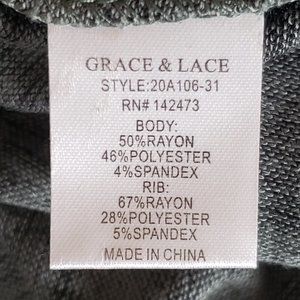 GRACE & LACE
STYLE:20A106-31
RN# 142473
BODY:
50%RAYON
46%POLYESTER
4%SPANDEX
RIB:
67%RAYON
28%POLYESTER
5%SPANDEX
MADE IN CHINA